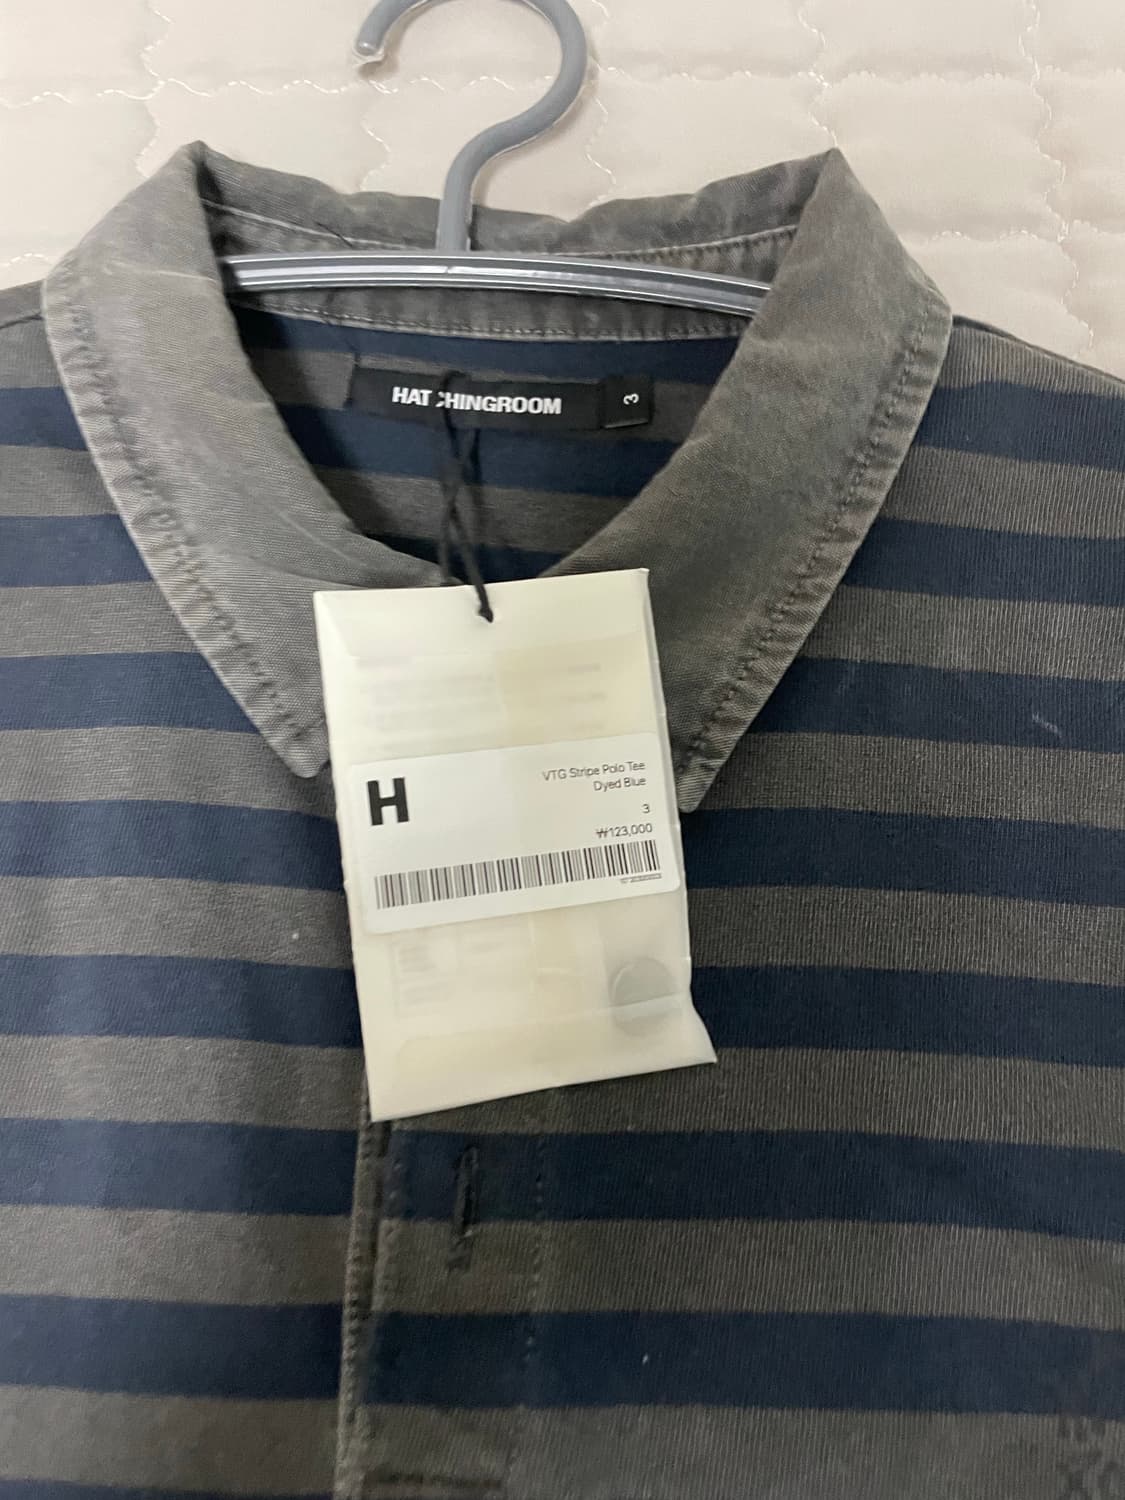 HATCHINGROOM
3
H
VTG Stripe Polo Tee
Dyed Blue
3
₩123,000